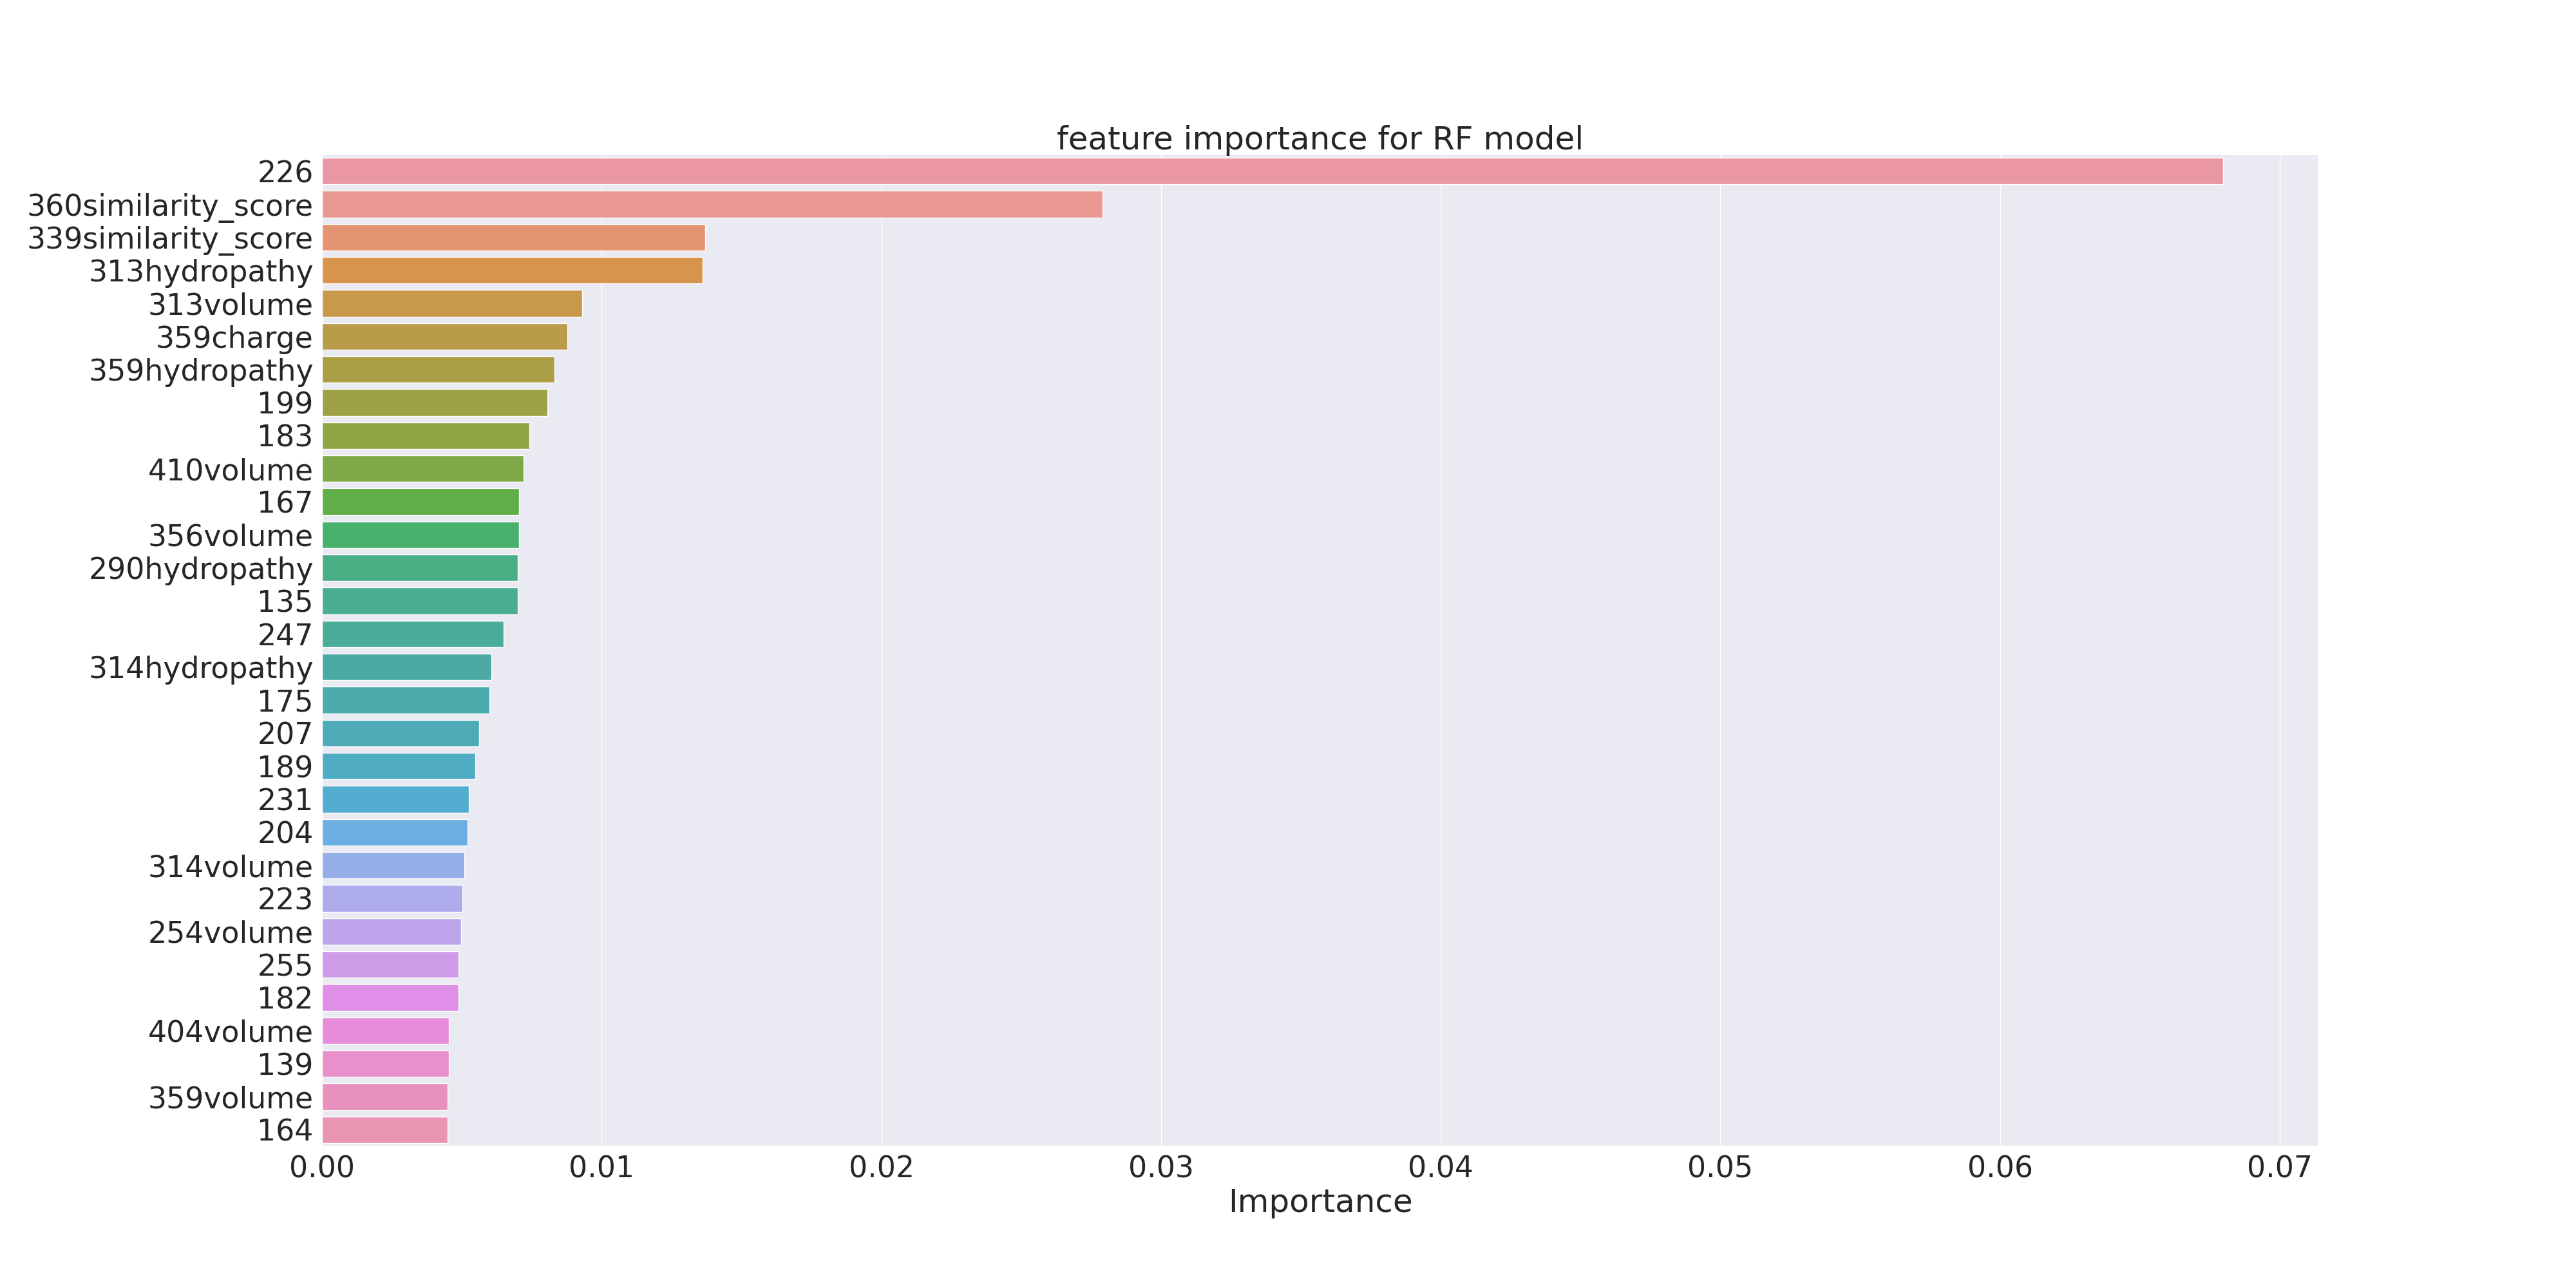 feature importance for RF model
226
360similarity_score
339similarity_score
313hydropathy
313volume
359charge
359hydropathy
199
183
410volume
167
356volume
290hydropathy
135
247
314hydropathy
175
207
189
231
204
314volume
223
254volume
255
182
404volume
139
359volume
164
0.00 0.01 0.02 0.03 0.04 0.05 0.06 0.07
Importance